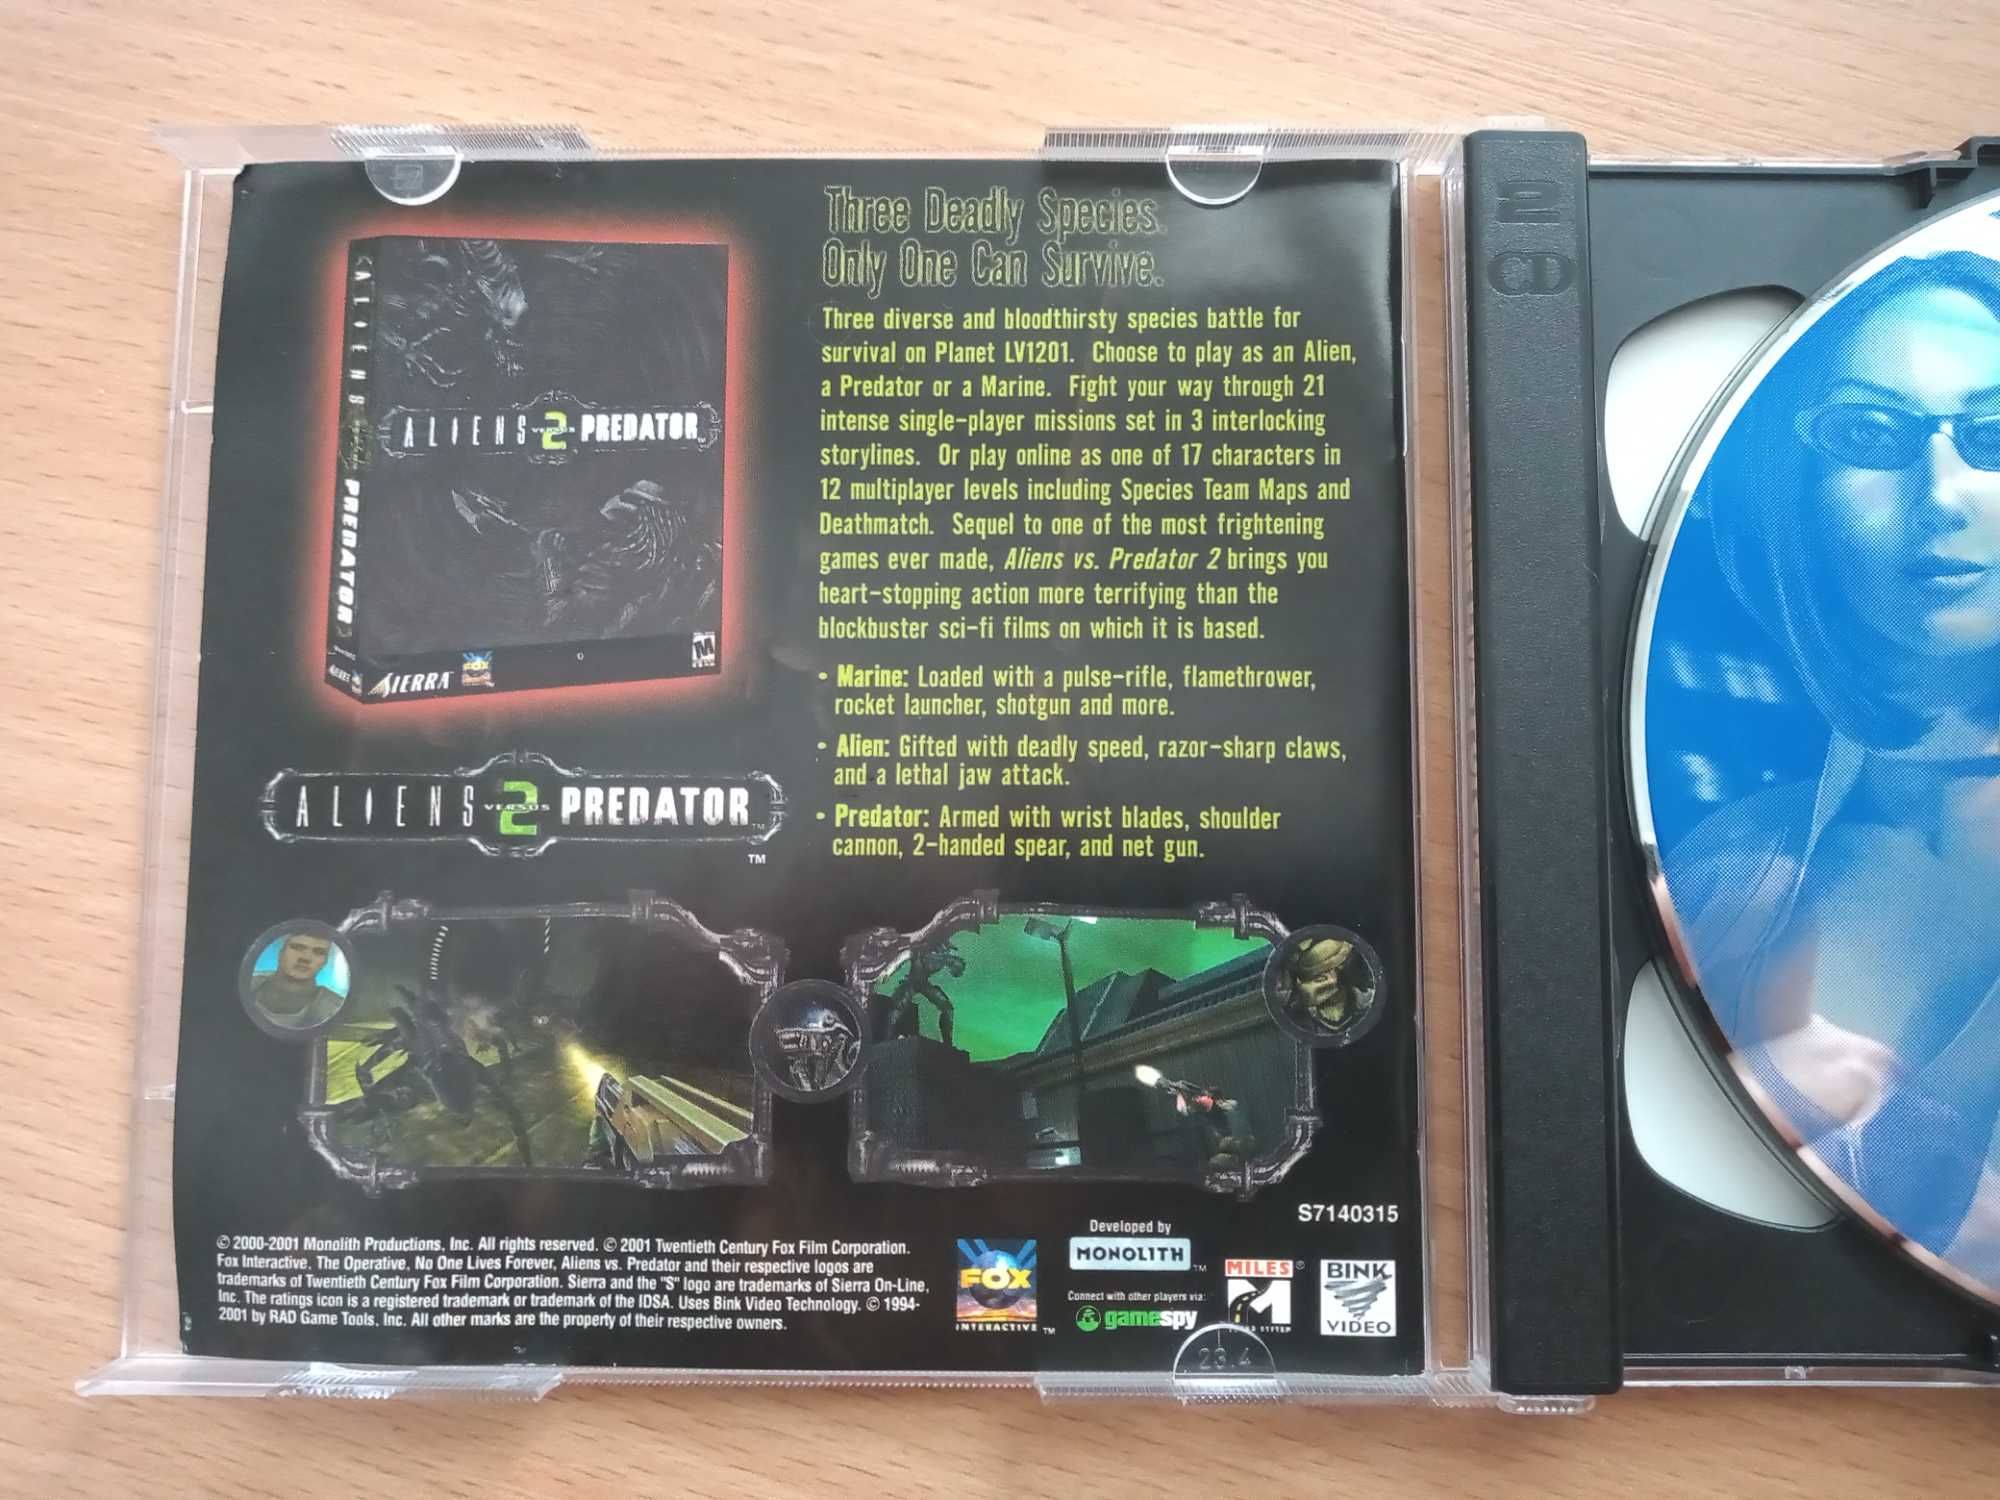 Three Deadly Species.
Only One Can Survive.
Three diverse and bloodthirsty species battle for
survival on Planet LV1201. Choose to play as an Alien,
a Predator or a Marine. Fight your way through 21
intense single-player missions set in 3 interlocking
storylines. Or play online as one of 17 characters in
12 multiplayer levels including Species Team Maps and
Deathmatch. Sequel to one of the most frightening
games ever made, Aliens vs. Predator 2 brings you
heart-stopping action more terrifying than the
blockbuster sci-fi films on which it is based.
• Marine: Loaded with a pulse-rifle, flamethrower,
rocket launcher, shotgun and more.
• Alien: Gifted with deadly speed, razor-sharp claws,
and a lethal jaw attack.
• Predator: Armed with wrist blades, shoulder
cannon, 2-handed spear, and net gun.
ALIENS VERSUS 2 PREDATOR TM
ALIENS PREDATOR
SIERRA FOX M
ALIENS VERSUS 2 PREDATOR TM
TM
S7140315
© 2000-2001 Monolith Productions, Inc. All rights reserved. © 2001 Twentieth Century Fox Film Corporation.
Fox Interactive, The Operative, No One Lives Forever, Aliens vs. Predator and their respective logos are
trademarks of Twentieth Century Fox Film Corporation. Sierra and the "S" logo are trademarks of Sierra On-Line,
Inc. The ratings icon is a registered trademark or trademark of the IDSA. Uses Bink Video Technology. © 1994-
2001 by RAD Game Tools, Inc. All other marks are the property of their respective owners.
FOX
INTERACTIVE TM
Developed by
MONOLITH TM
Connect with other players via:
gamespy
MILES ®
BINK
VIDEO
23.4
2
CD